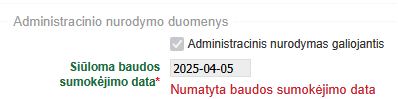 Administracinio nurodymo duomenys
Administracinis nurodymas galiojantis
Siūloma baudos
sumokėjimo data*
2025-04-05
Numatyta baudos sumokėjimo data